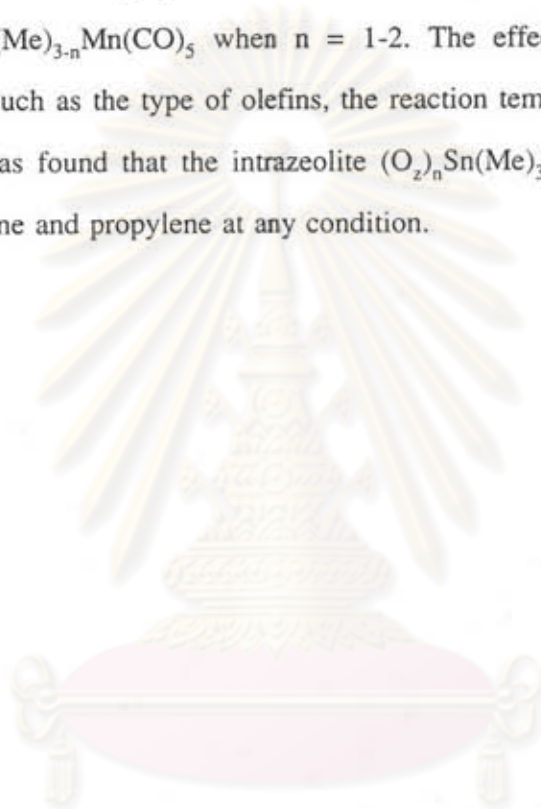 Me)₃₋ₙMn(CO)₅ when n = 1-2. The effe
uch as the type of olefins, the reaction tem
as found that the intrazeolite (O_z)ₙSn(Me)₃
ne and propylene at any condition.